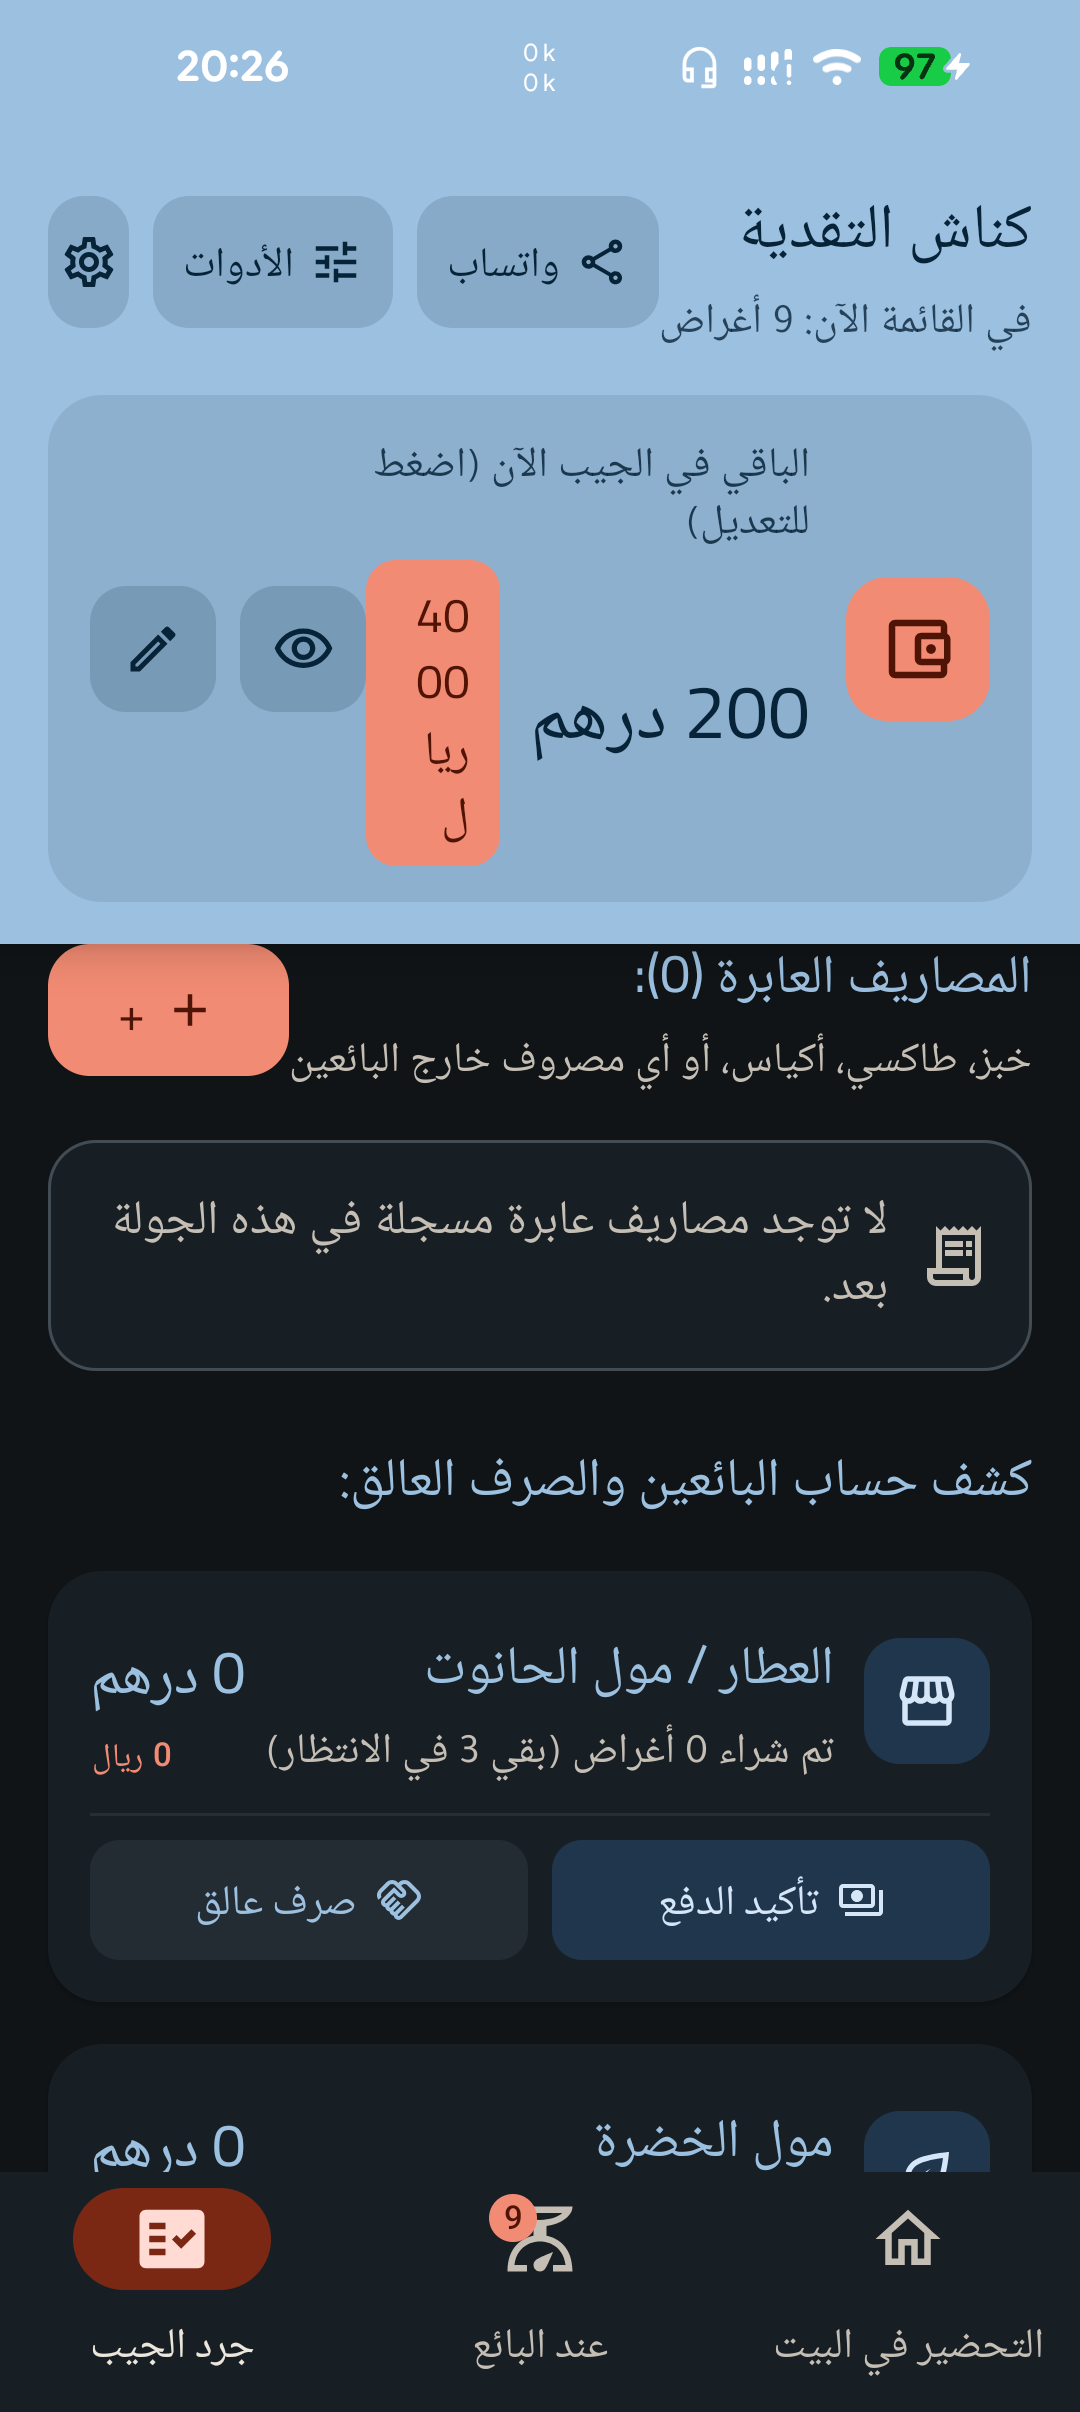 20:26
0 k
0 k
97
كناش التقدية
في القائمة الآن: 9 أغراض
واتساب
الأدوات
الباقي في الجيب الآن (اضغط
للتعديل)
200 درهم
40
00
ريا
ل
المصاريف العابرة (0):
خبز، طاكسي، أكياس، أو أي مصروف خارج البائعين
+ +
لا توجد مصاريف عابرة مسجلة في هذه الجولة
بعد.
كشف حساب البائعين والصرف العالق:
العطار / مول الحانوت
0 درهم
تم شراء 0 أغراض (بقي 3 في الانتظار)
0 ريال
تأكيد الدفع
صرف عالق
مول الخضرة
0 درهم
التحضير في البيت
9
عند البائع
جرد الجيب